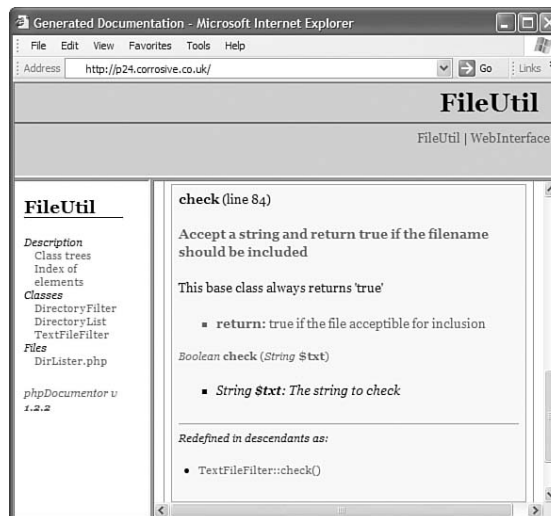 Generated Documentation - Microsoft Internet Explorer
File Edit View Favorites Tools Help
Address http://p24.corrosive.co.uk/ Go Links
FileUtil
FileUtil | WebInterface
FileUtil
Description
Class trees
Index of
elements
Classes
DirectoryFilter
DirectoryList
TextFileFilter
Files
DirLister.php
phpDocumentor v
1.2.2
check (line 84)
Accept a string and return true if the filename
should be included
This base class always returns 'true'
return: true if the file acceptible for inclusion
Boolean check (String $txt)
String $txt: The string to check
Redefined in descendants as:
TextFileFilter::check()